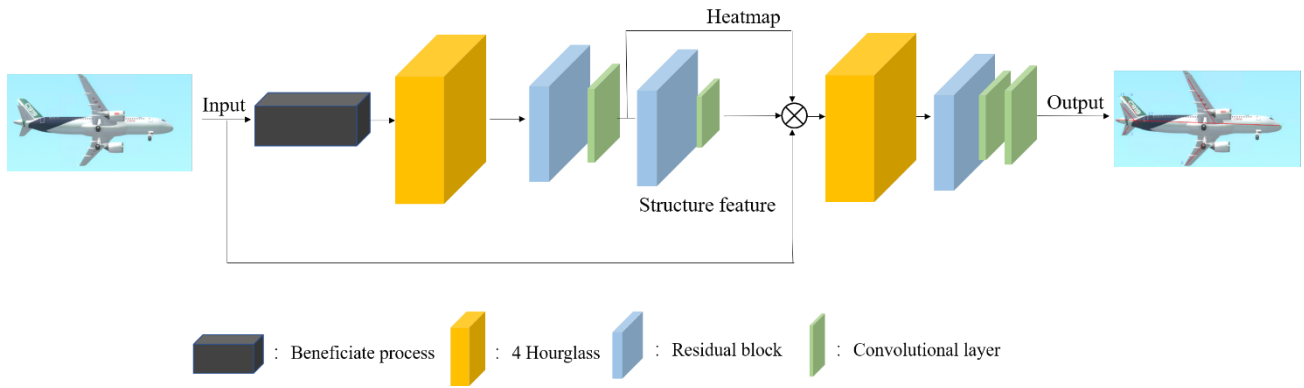 Heatmap
Input
Output
Structure feature
: Beneficiate process
: 4 Hourglass
: Residual block
: Convolutional layer